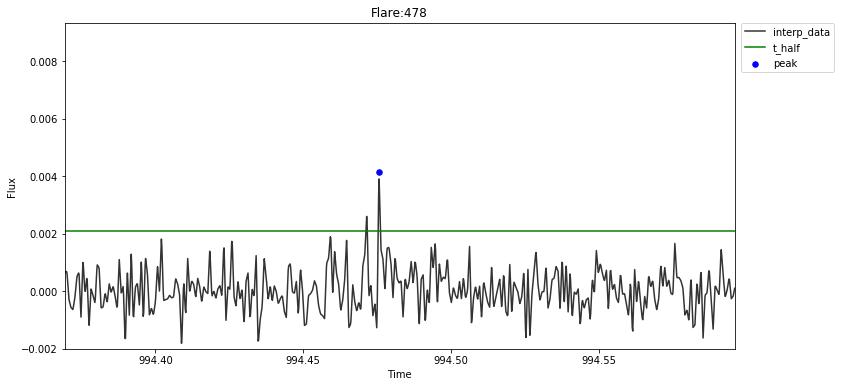 Flare:478
interp_data
t_half
peak
0.008
0.006
0.004
0.002
0.000
−0.002
Flux
994.40
994.45
994.50
994.55
Time